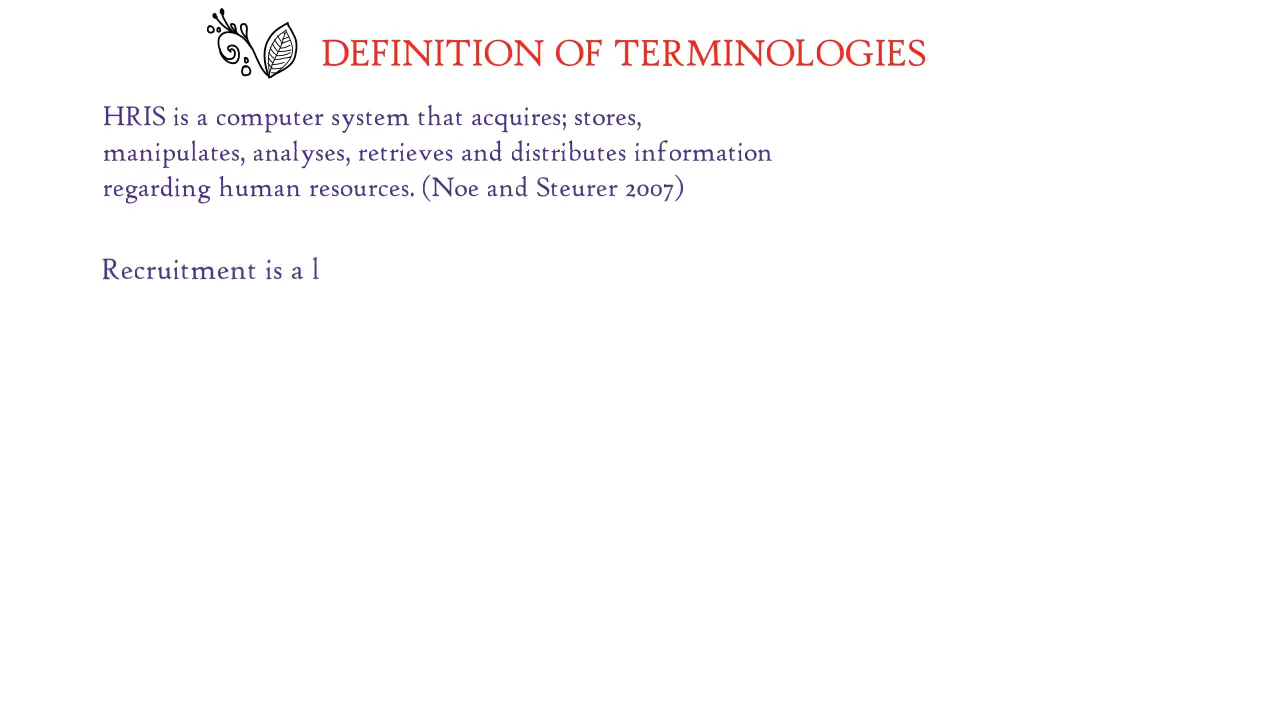 DEFINITION OF TERMINOLOGIES
HRIS is a computer system that acquires; stores,
manipulates, analyses, retrieves and distributes information
regarding human resources. (Noe and Steurer 2007)
Recruitment is a l